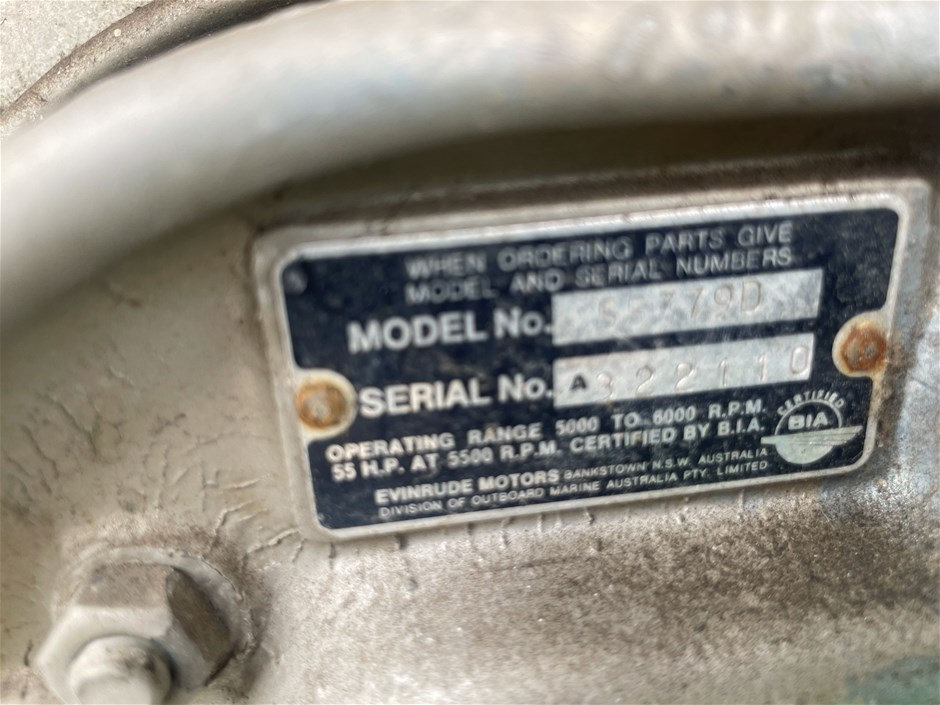 WHEN ORDERING PARTS GIVE
MODEL AND SERIAL NUMBERS
MODEL No.
SERIAL No. A322110
OPERATING RANGE 5000 TO 6000 R.P.M.
55 H.P. AT 5500 R.P.M. CERTIFIED BY B.I.A.
CERTIFIED
BIA
EVINRUDE MOTORS BANKSTOWN N.S.W. AUSTRALIA
DIVISION OF OUTBOARD MARINE AUSTRALIA PTY. LIMITED